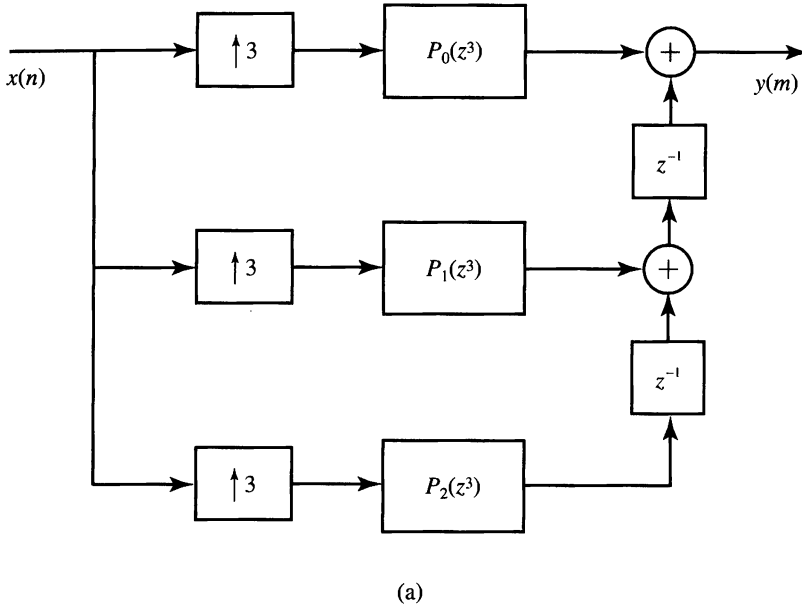 ↑3
P₀(z³)
+
x(n)
y(m)
z⁻¹
↑3
P₁(z³)
+
z⁻¹
↑3
P₂(z³)
(a)